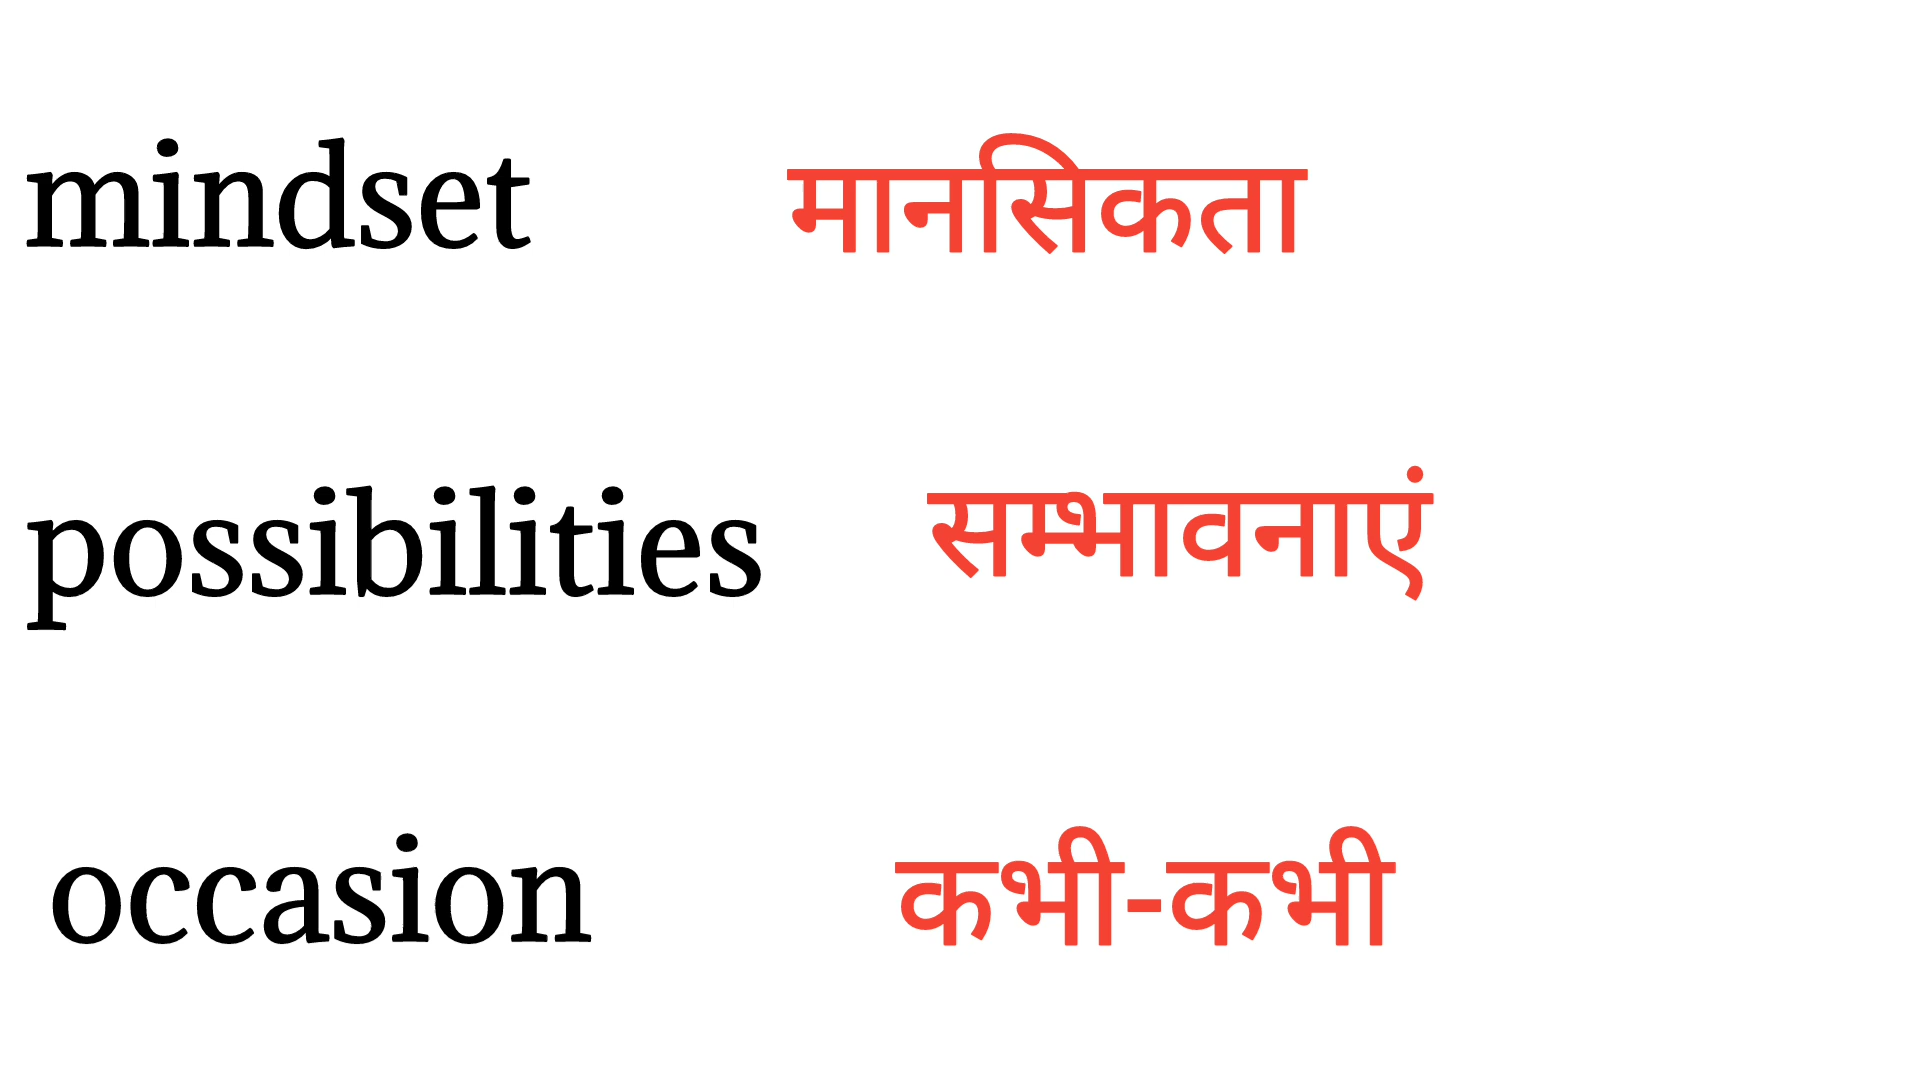 mindset मानसिकता
possibilities सम्भावनाएं
occasion कभी-कभी